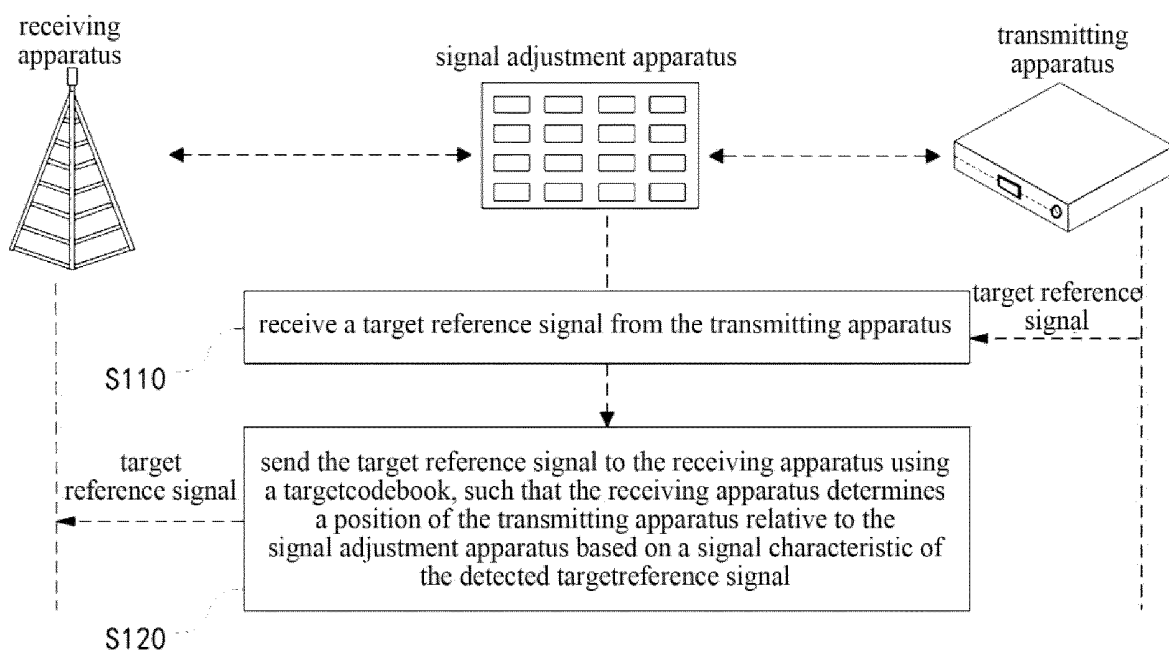 receiving
apparatus
signal adjustment apparatus
transmitting
apparatus
target reference
signal
receive a target reference signal from the transmitting apparatus
S110
target
reference signal
send the target reference signal to the receiving apparatus using
a targetcodebook, such that the receiving apparatus determines
a position of the transmitting apparatus relative to the
signal adjustment apparatus based on a signal characteristic of
the detected targetreference signal
S120